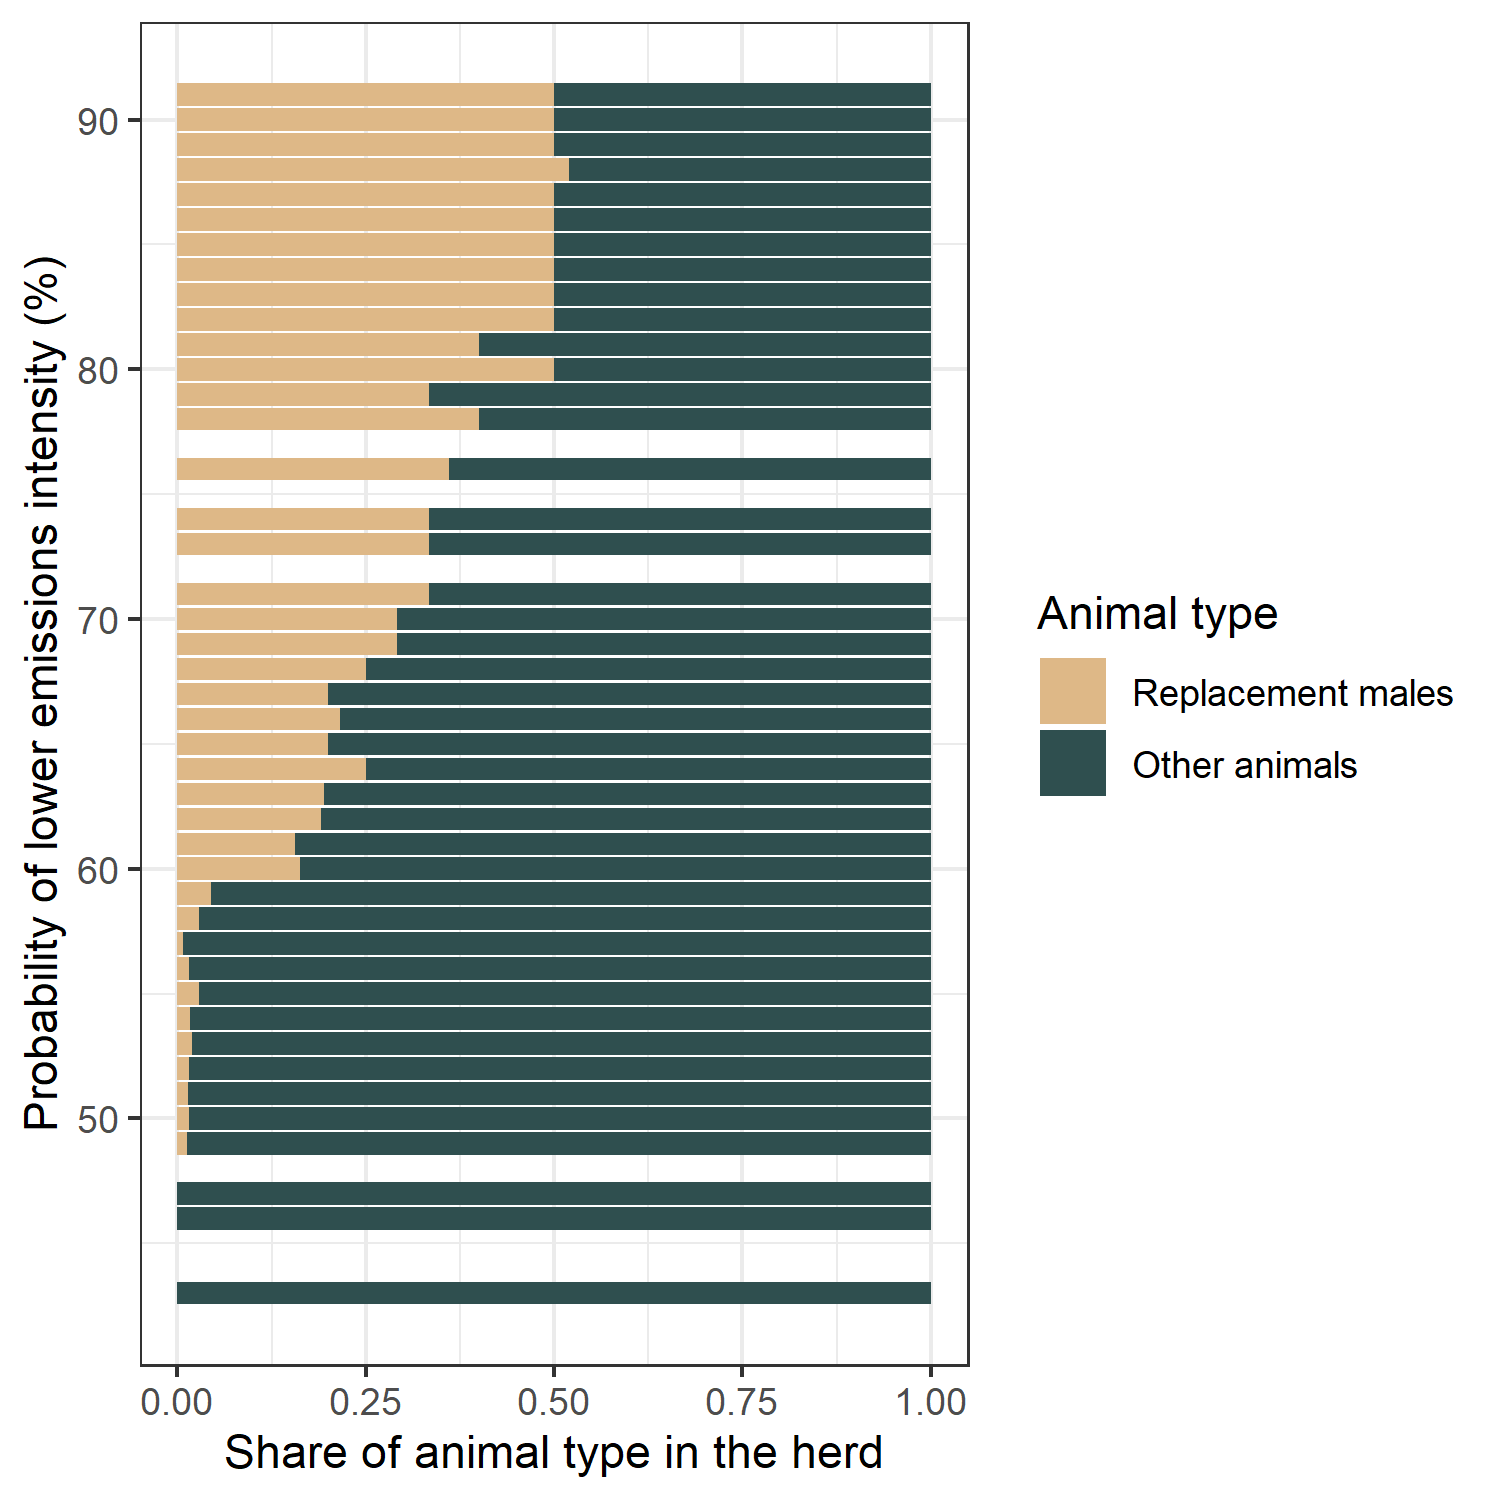 90
80
70
60
50
Probability of lower emissions intensity (%)
0.00 0.25 0.50 0.75 1.00
Share of animal type in the herd
Animal type
Replacement males
Other animals